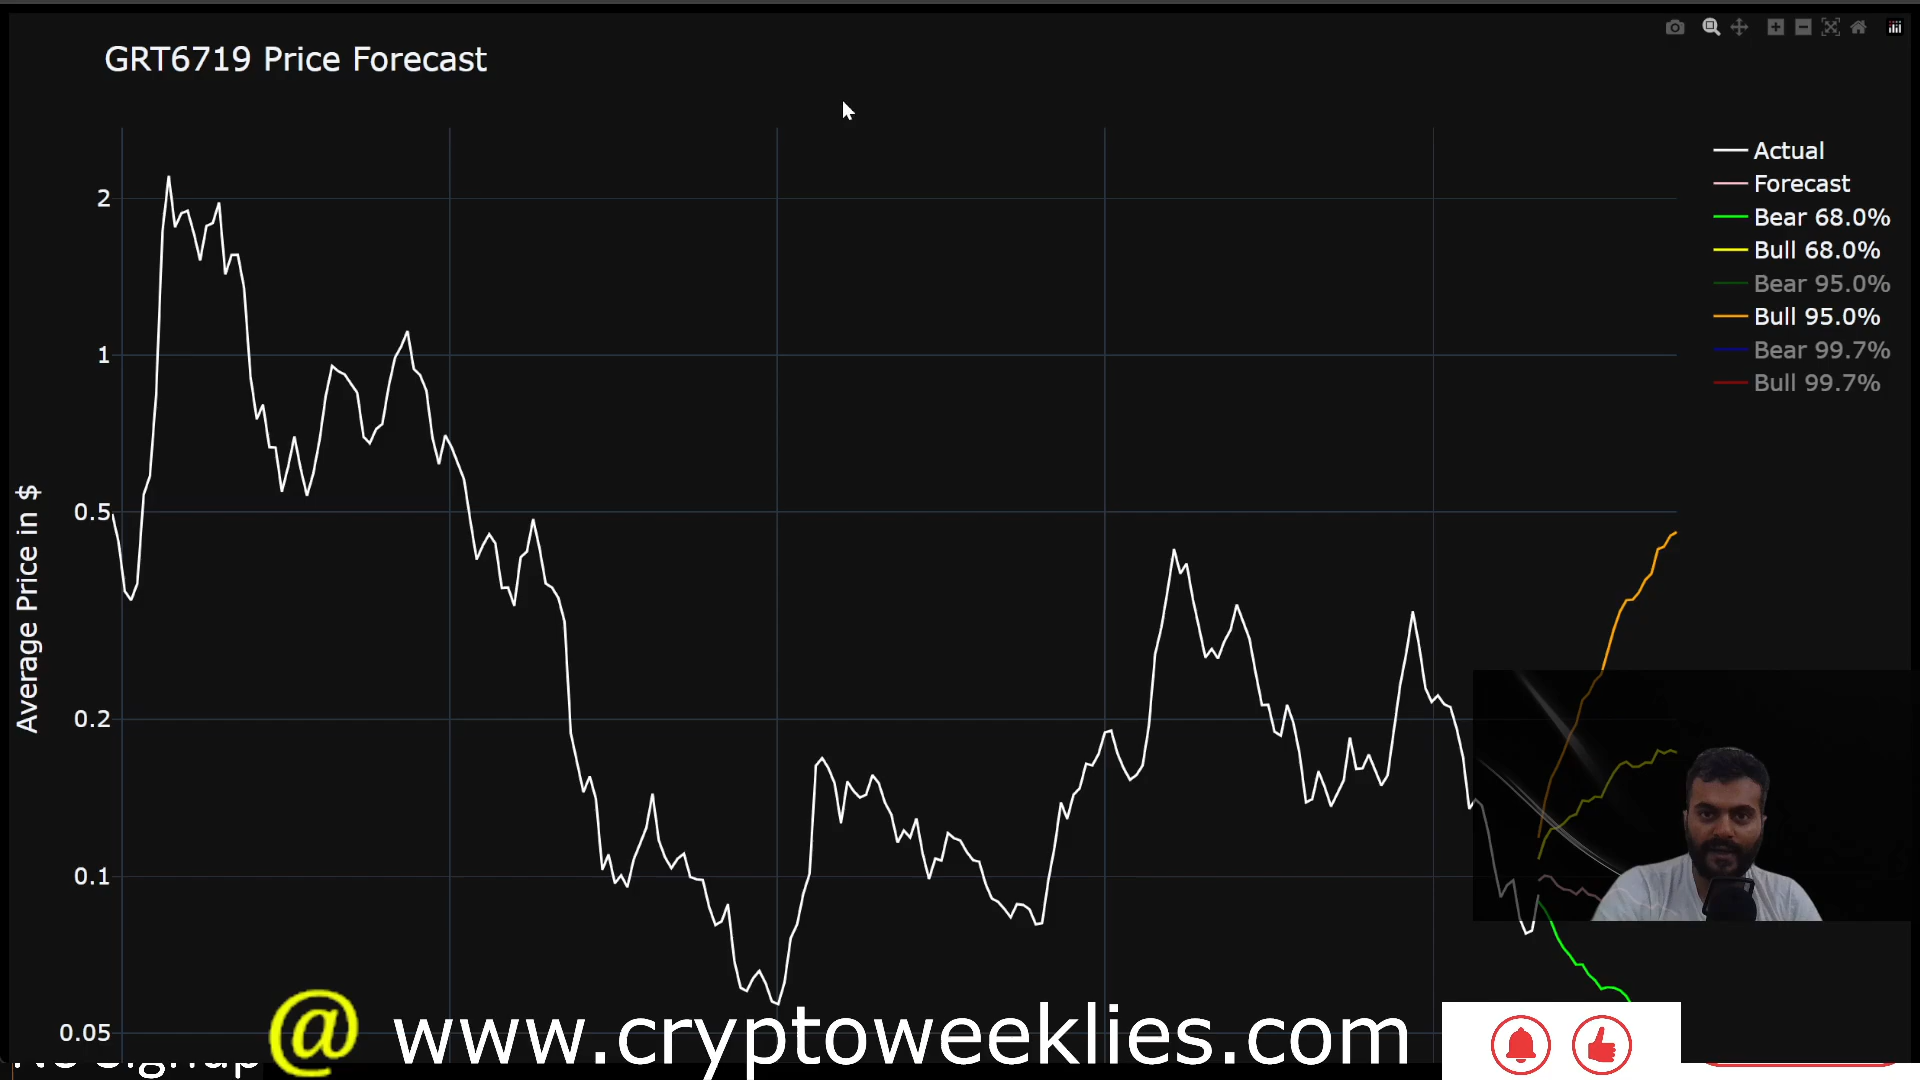 GRT6719 Price Forecast
Actual
Forecast
Bear 68.0%
Bull 68.0%
Bear 95.0%
Bull 95.0%
Bear 99.7%
Bull 99.7%
Average Price in $
2
1
0.5
0.2
0.1
0.05
@ www.cryptoweeklies.com
No Signup